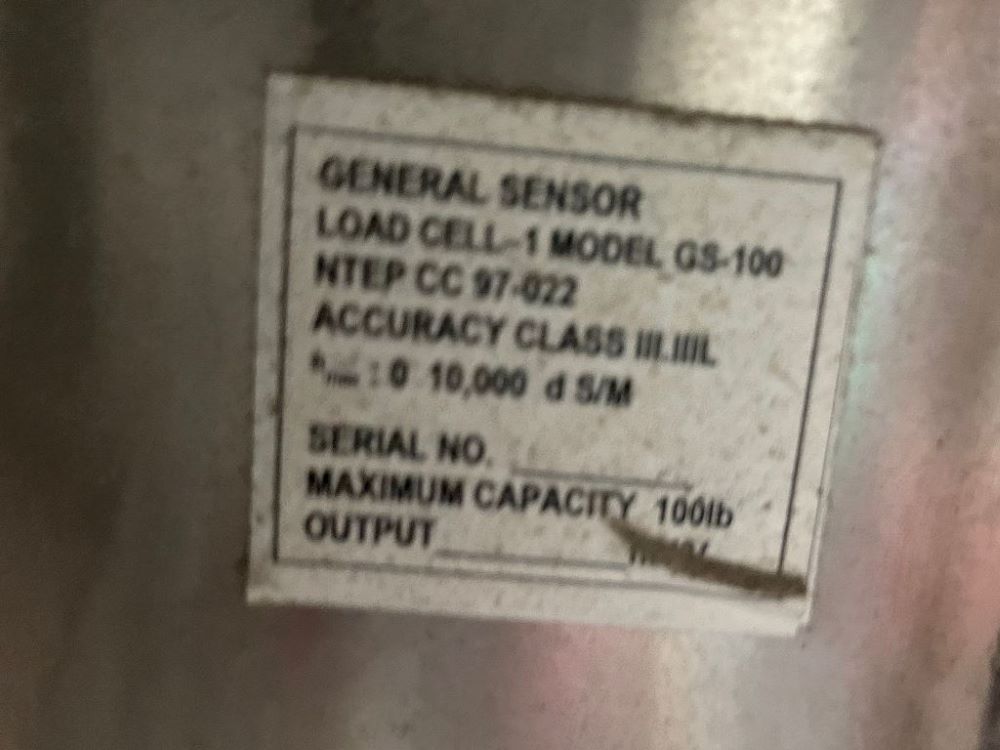 GENERAL SENSOR
LOAD CELL-1 MODEL GS-100
NTEP CC 97-022
ACCURACY CLASS III.IIIL
: 0 10,000 d S/M
SERIAL NO.
MAXIMUM CAPACITY 100lb
OUTPUT